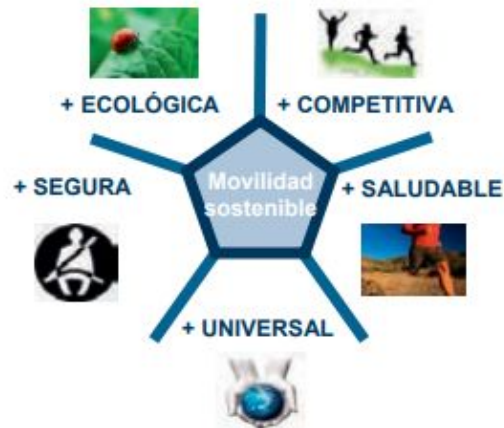 + ECOLÓGICA
+ COMPETITIVA
+ SEGURA
Movilidad
sostenible
+ SALUDABLE
+ UNIVERSAL